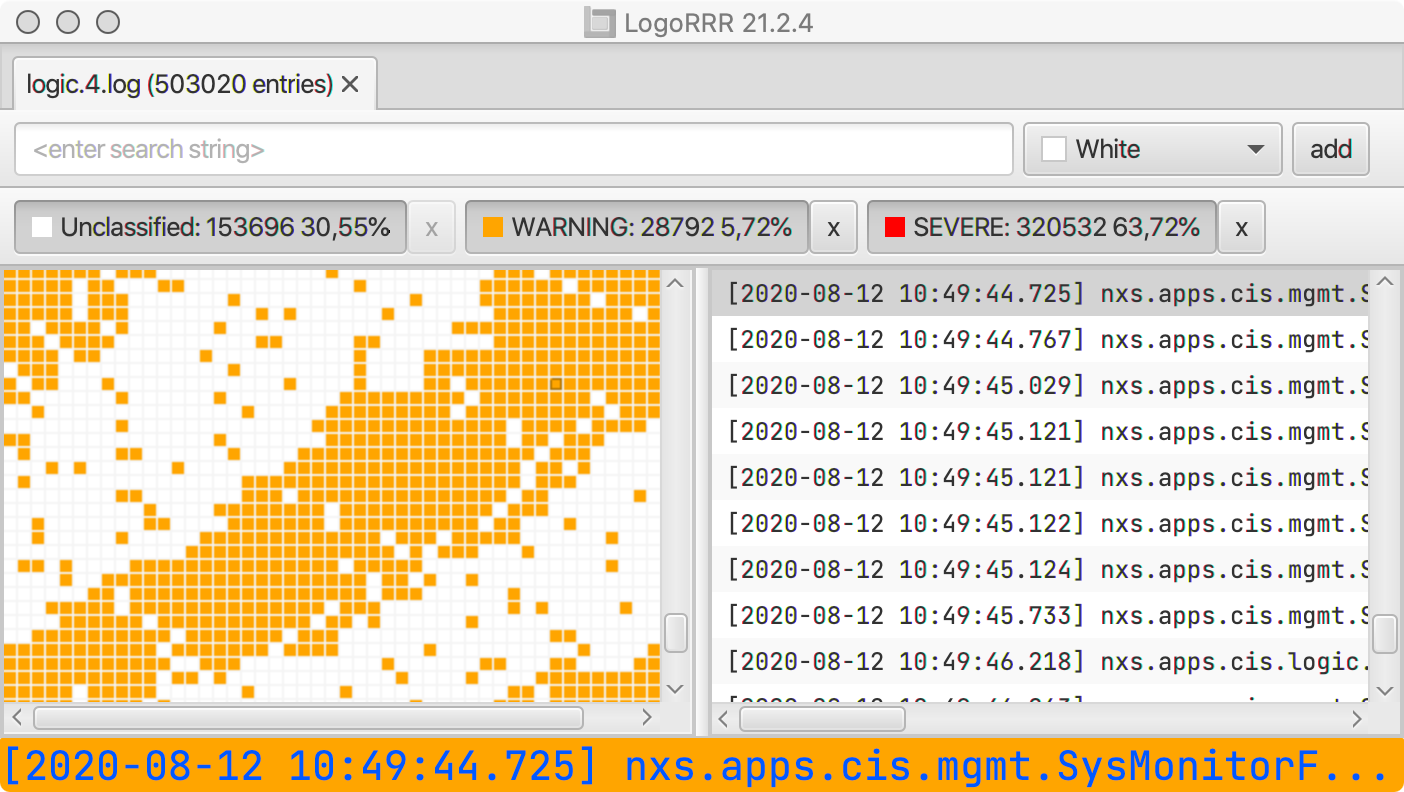 LogoRRR 21.2.4
logic.4.log (503020 entries) ×
<enter search string>
White
add
Unclassified: 153696 30,55% x
WARNING: 28792 5,72% x
SEVERE: 320532 63,72% x
[2020-08-12 10:49:44.725] nxs.apps.cis.mgmt.S
[2020-08-12 10:49:44.767] nxs.apps.cis.mgmt.S
[2020-08-12 10:49:45.029] nxs.apps.cis.mgmt.S
[2020-08-12 10:49:45.121] nxs.apps.cis.mgmt.S
[2020-08-12 10:49:45.121] nxs.apps.cis.mgmt.S
[2020-08-12 10:49:45.122] nxs.apps.cis.mgmt.S
[2020-08-12 10:49:45.124] nxs.apps.cis.mgmt.S
[2020-08-12 10:49:45.733] nxs.apps.cis.mgmt.S
[2020-08-12 10:49:46.218] nxs.apps.cis.logic.
[2020-08-12 10:49:44.725] nxs.apps.cis.mgmt.SysMonitorF...